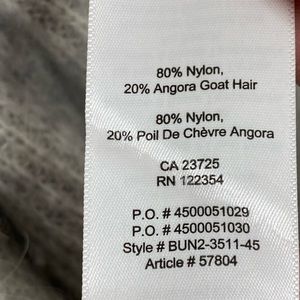 80% Nylon,
20% Angora Goat Hair
80% Nylon,
20% Poil De Chèvre Angora
CA 23725
RN 122354
P.O. # 4500051029
P.O. # 4500051030
Style # BUN2-3511-45
Article # 57804